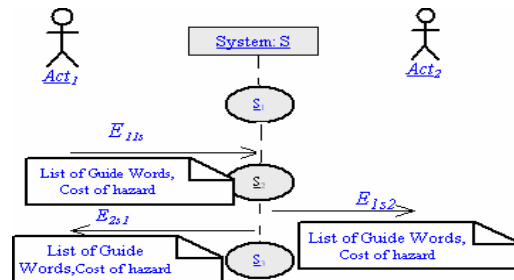 System: S
Act1
Act2
S1
E11s
List of Guide Words,
Cost of hazard
S2
E2s1
E1s2
List of Guide
Words,Cost of hazard
S3
List of Guide Words,
Cost of hazard